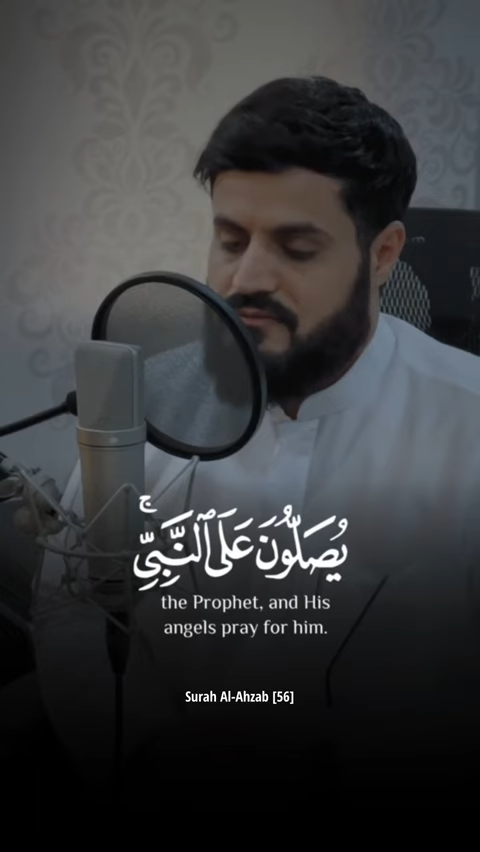 يُصَلُّونَ عَلَى ٱلنَّبِيِّۚ
the Prophet, and His
angels pray for him.
Surah Al-Ahzab [56]